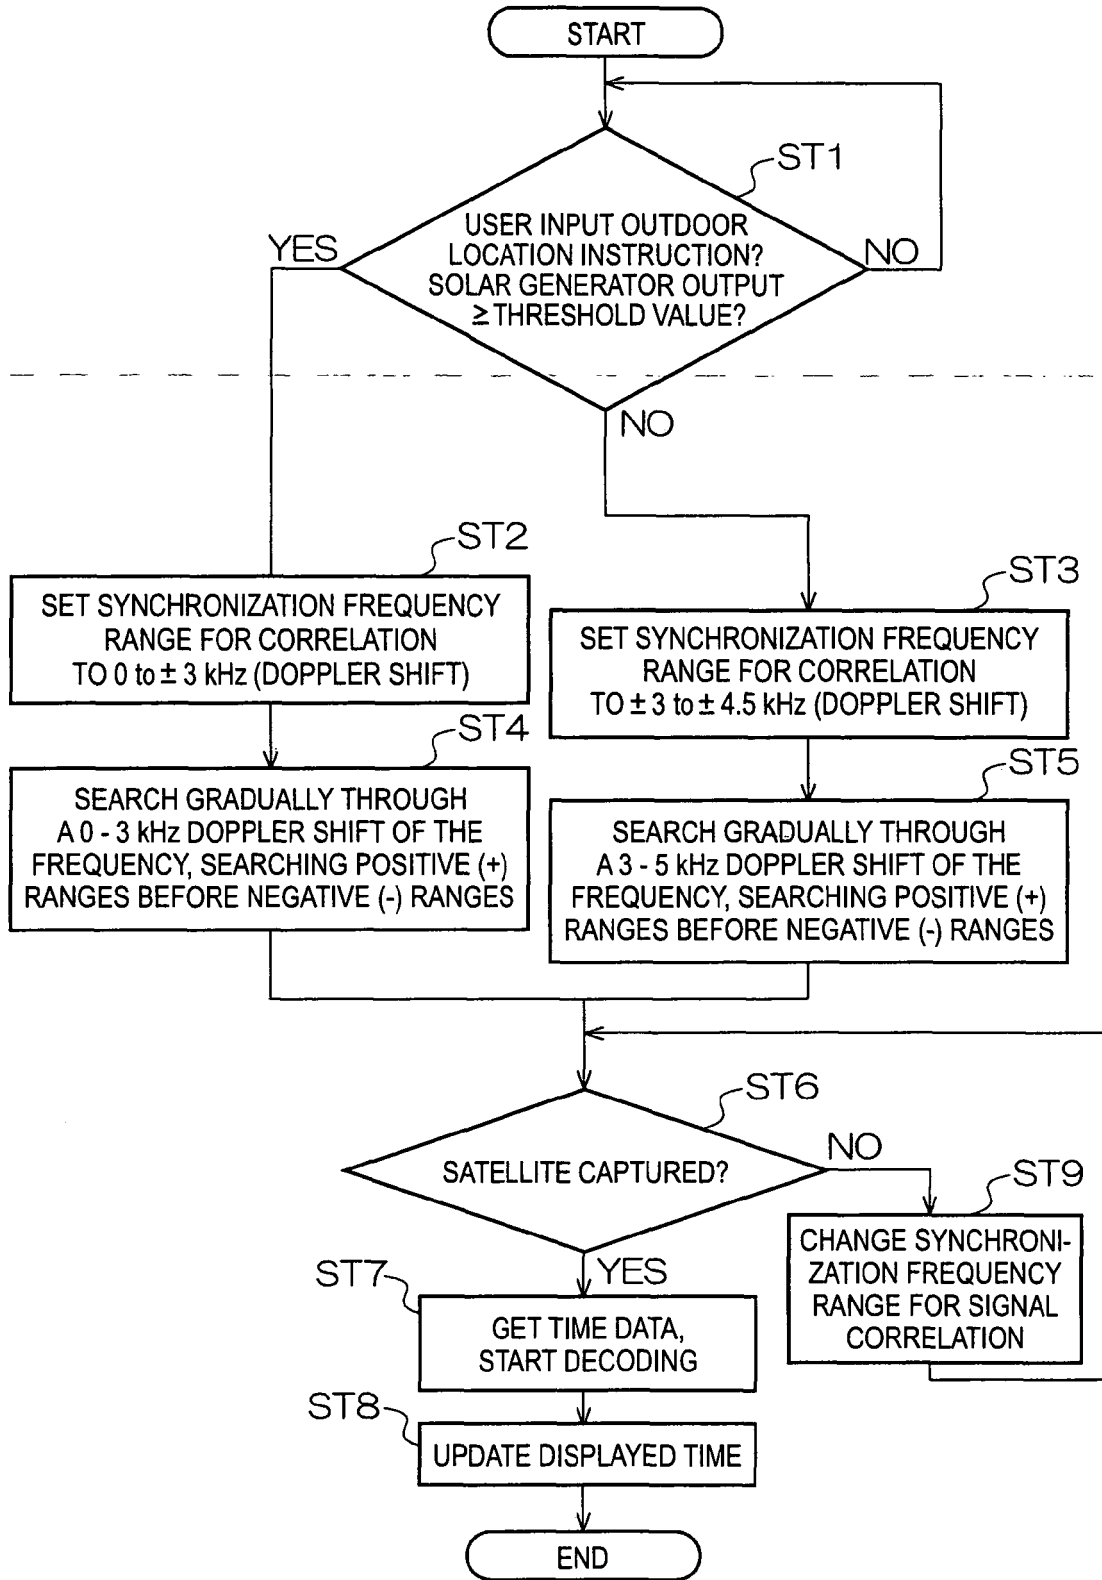 START
ST1
USER INPUT OUTDOOR
LOCATION INSTRUCTION?
SOLAR GENERATOR OUTPUT
≥ THRESHOLD VALUE?
YES
NO
NO
ST2
SET SYNCHRONIZATION FREQUENCY
RANGE FOR CORRELATION
TO 0 to ± 3 kHz (DOPPLER SHIFT)
ST3
SET SYNCHRONIZATION FREQUENCY
RANGE FOR CORRELATION
TO ± 3 to ± 4.5 kHz (DOPPLER SHIFT)
ST4
SEARCH GRADUALLY THROUGH
A 0 - 3 kHz DOPPLER SHIFT OF THE
FREQUENCY, SEARCHING POSITIVE (+)
RANGES BEFORE NEGATIVE (-) RANGES
ST5
SEARCH GRADUALLY THROUGH
A 3 - 5 kHz DOPPLER SHIFT OF THE
FREQUENCY, SEARCHING POSITIVE (+)
RANGES BEFORE NEGATIVE (-) RANGES
ST6
SATELLITE CAPTURED?
NO
YES
ST9
CHANGE SYNCHRONI-
ZATION FREQUENCY
RANGE FOR SIGNAL
CORRELATION
ST7
GET TIME DATA,
START DECODING
ST8
UPDATE DISPLAYED TIME
END